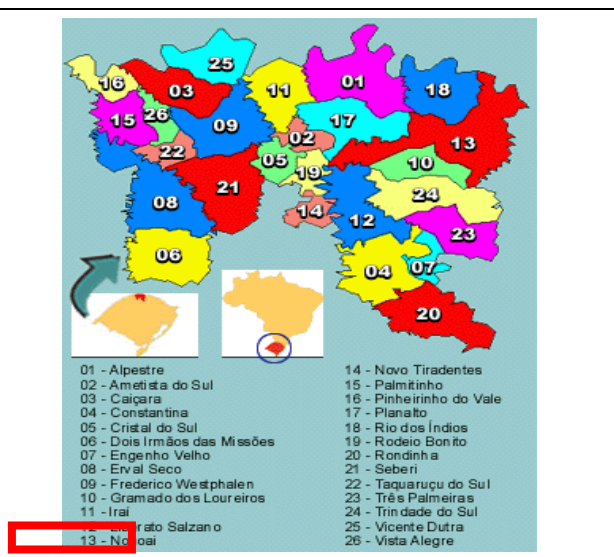 25
01
16
03
11
18
15
26
09
17
02
13
22
05
10
19
21
24
08
14
12
23
06
04
07
20
01 - Alpestre
02 - Ametista do Sul
03 - Caiçara
04 - Constantina
05 - Cristal do Sul
06 - Dois Irmãos das Missões
07 - Engenho Velho
08 - Erval Seco
09 - Frederico Westphalen
10 - Gramado dos Loureiros
11 - Iraí
Salzano
13 -
14 - Novo Tiradentes
15 - Palmitinho
16 - Pinheirinho do Vale
17 - Planalto
18 - Rio dos Índios
19 - Rodeio Bonito
20 - Rondinha
21 - Seberi
22 - Taquaruçu do Sul
23 - Três Palmeiras
24 - Trindade do Sul
25 - Vicente Dutra
26 - Vista Alegre